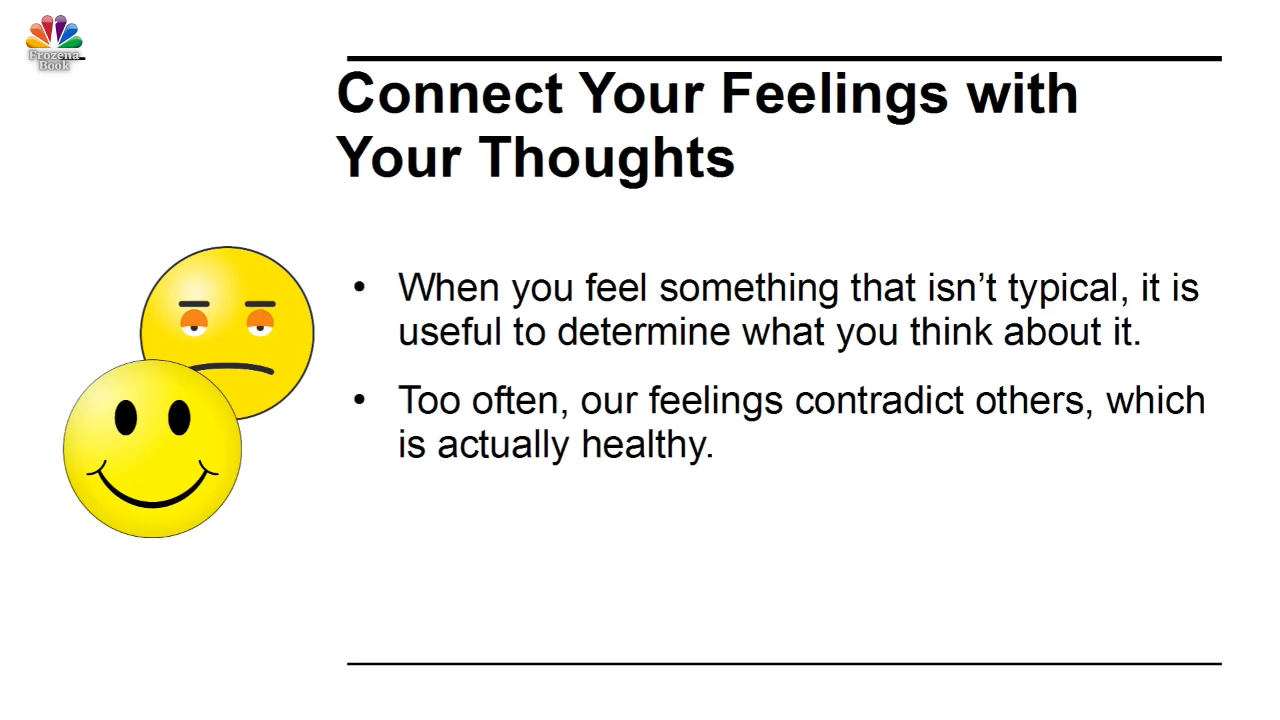 Frozena
Book
Connect Your Feelings with
Your Thoughts
• When you feel something that isn’t typical, it is
useful to determine what you think about it.
• Too often, our feelings contradict others, which
is actually healthy.